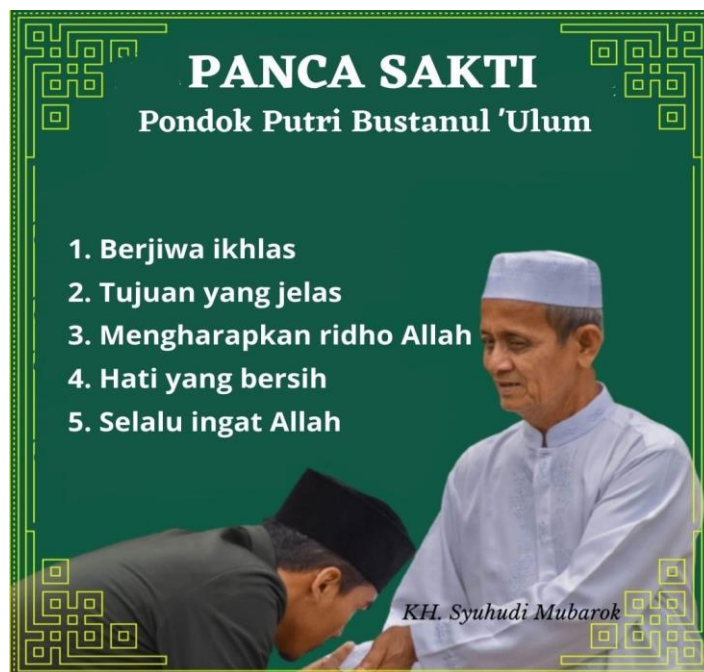 PANCA SAKTI
Pondok Putri Bustanul 'Ulum
1. Berjiwa ikhlas
2. Tujuan yang jelas
3. Mengharapkan ridho Allah
4. Hati yang bersih
5. Selalu ingat Allah
KH. Syuhudi Mubarok